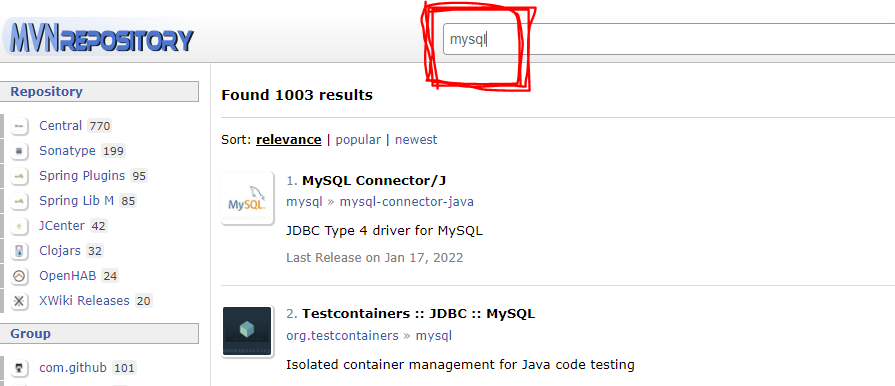 MVNREPOSITORY
mysql
Repository
Central 770
Sonatype 199
Spring Plugins 95
Spring Lib M 85
JCenter 42
Clojars 32
OpenHAB 24
XWiki Releases 20
Group
com.github 101
Found 1003 results
Sort: relevance | popular | newest
1. MySQL Connector/J
mysql » mysql-connector-java
MySQL
JDBC Type 4 driver for MySQL
Last Release on Jan 17, 2022
2. Testcontainers :: JDBC :: MySQL
org.testcontainers » mysql
Isolated container management for Java code testing